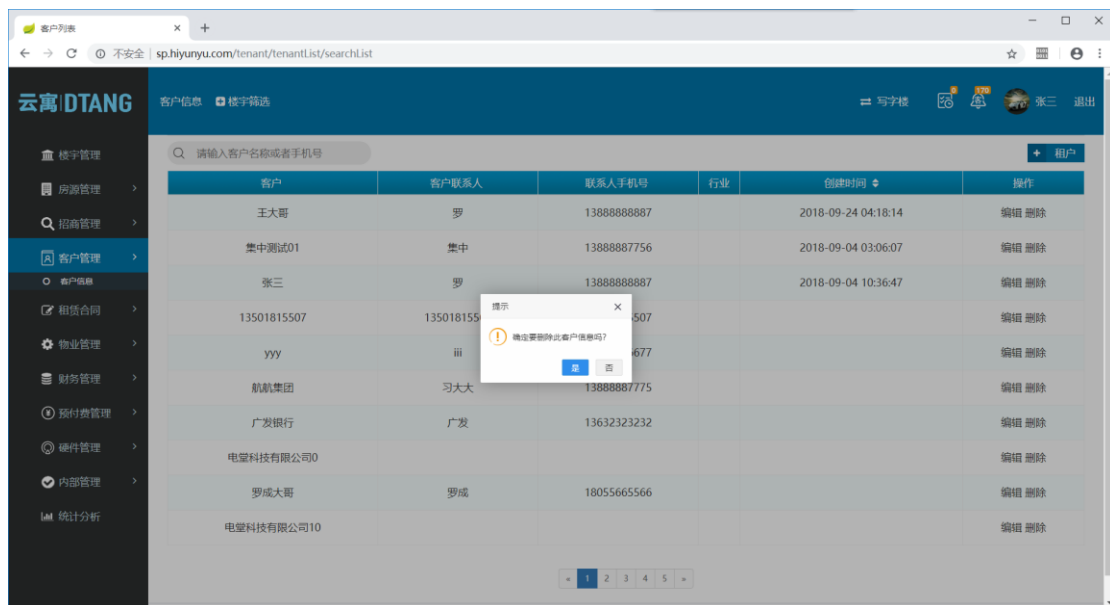 客户列表
不安全 | sp.hiyunyu.com/tenant/tenantList/searchList
云寓|DTANG
客户信息 楼宇筛选
写字楼 0 170 张三 退出
请输入客户名称或者手机号
+ 租户
楼宇管理
房源管理
招商管理
客户管理
客户信息
租赁合同
物业管理
财务管理
预付费管理
硬件管理
内部管理
统计分析
客户 客户联系人 联系人手机号 行业 创建时间 操作
王大哥 罗 13888888887 2018-09-24 04:18:14 编辑 删除
集中测试01 集中 13888887756 2018-09-04 03:06:07 编辑 删除
张三 罗 13888888887 2018-09-04 10:36:47 编辑 删除
13501815507 135018155 5507 编辑 删除
yyy iii 6677 编辑 删除
航航集团 习大大 13888887775 编辑 删除
广发银行 广发 13632323232 编辑 删除
电堂科技有限公司0 编辑 删除
罗成大哥 罗成 18055665566 编辑 删除
电堂科技有限公司10 编辑 删除
提示
确定要删除此客户信息吗?
是 否
« 1 2 3 4 5 »